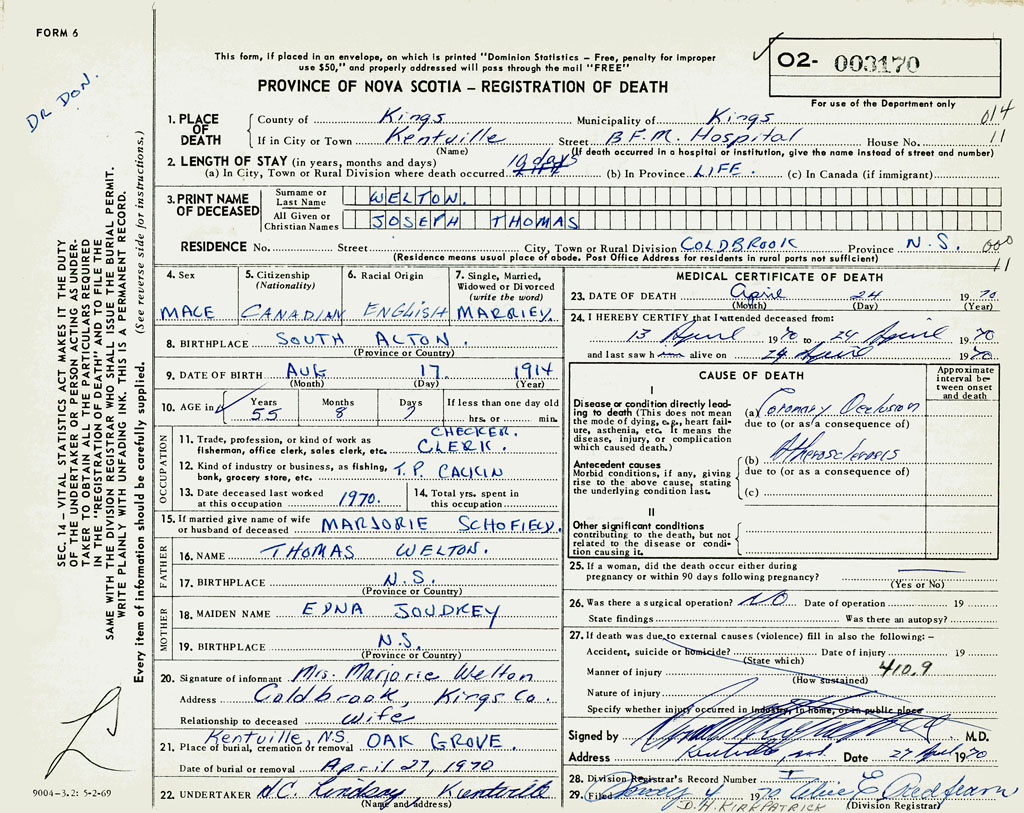 FORM 6
DR DON.
This form, if placed in an envelope, on which is printed "Dominion Statistics – Free, penalty for improper
use $50," and properly addressed will pass through the mail "FREE"
O2- 003170
For use of the Department only
PROVINCE OF NOVA SCOTIA – REGISTRATION OF DEATH
014
11
1. PLACE OF DEATH County of Kings Municipality of Kings
If in City or Town Kentville Street B.F.M. Hospital House No.
(Name) (If death occurred in a hospital or institution, give the name instead of street and number)
2. LENGTH OF STAY (in years, months and days)
(a) In City, Town or Rural Division where death occurred 10 days (b) In Province LIFE. (c) In Canada (if immigrant)
3. PRINT NAME OF DECEASED Surname or Last Name WELTON.
All Given or Christian Names JOSEPH THOMAS
RESIDENCE No. Street City, Town or Rural Division COLDBROOK Province N.S. 000
(Residence means usual place of abode. Post Office Address for residents in rural parts not sufficient) 11
4. Sex MALE
5. Citizenship (Nationality) CANADIAN
6. Racial Origin ENGLISH
7. Single, Married, Widowed or Divorced (write the word) MARRIEY.
8. BIRTHPLACE SOUTH ALTON.
(Province or Country)
9. DATE OF BIRTH AUG 17. 1914
(Month) (Day) (Year)
10. AGE in Years Months Days If less than one day old
55 8 7 hrs. or min.
OCCUPATION
11. Trade, profession, or kind of work as fisherman, office clerk, sales clerk, etc. CHECKER. CLERK.
12. Kind of industry or business, as fishing, bank, grocery store, etc. T.P. CALKIN
13. Date deceased last worked at this occupation 1970.
14. Total yrs. spent in this occupation
15. If married give name of wife or husband of deceased MARJORIE SCHOFIELD.
FATHER
16. NAME THOMAS WELTON.
17. BIRTHPLACE N.S.
(Province or Country)
MOTHER
18. MAIDEN NAME EDNA JOUDREY
19. BIRTHPLACE N.S.
(Province or Country)
20. Signature of informant Mrs. Marjorie Welton
Address Coldbrook, Kings Co.
Relationship to deceased wife
Kentville, N.S.
21. Place of burial, cremation or removal OAK GROVE.
Date of burial or removal April 27, 1970
22. UNDERTAKER H.C. Lindsay, Kentville
(Name and address)
MEDICAL CERTIFICATE OF DEATH
23. DATE OF DEATH April 24 1970
(Month) (Day) (Year)
24. I HEREBY CERTIFY that I attended deceased from:
13 April 1970 to 24 April 1970
and last saw h alive on 24 April 1970
CAUSE OF DEATH
Approximate interval between onset and death
I
Disease or condition directly leading to death (This does not mean the mode of dying, e.g., heart failure, asthenia, etc. It means the disease, injury, or complication which caused death.)
(a) Coronary Occlusion
due to (or as a consequence of)
Antecedent causes
Morbid conditions, if any, giving rise to the above cause, stating the underlying condition last.
(b) Atherosclerosis
due to (or as a consequence of)
(c)
II
Other significant conditions contributing to the death, but not related to the disease or condition causing it.
25. If a woman, did the death occur either during
pregnancy or within 90 days following pregnancy?
(Yes or No)
26. Was there a surgical operation? NO Date of operation 19
State findings Was there an autopsy?
27. If death was due to external causes (violence) fill in also the following: –
Accident, suicide or homicide? Date of injury 19
(State which)
Manner of injury 410.9
(How sustained)
Nature of injury
Specify whether injury occurred in industry, in home, or in public place
Signed by M.D.
Address Kentville, Date 27 April 1970
28. Division Registrar's Record Number
29. Filed 4 1970
D.H. KIRKPATRICK (Division Registrar)
SEC. 14 – VITAL STATISTICS ACT MAKES IT THE DUTY
OF THE UNDERTAKER OR PERSON ACTING AS UNDER-
TAKER TO OBTAIN ALL THE PARTICULARS REQUIRED
IN THE "REGISTRATION OF DEATH" AND TO FILE THE
SAME WITH THE DIVISION REGISTRAR WHO SHALL ISSUE THE BURIAL PERMIT.
WRITE PLAINLY WITH UNFADING INK. THIS IS A PERMANENT RECORD.
Every item of information should be carefully supplied. (See reverse side for instructions.)
9004-3.2: 5-2-69